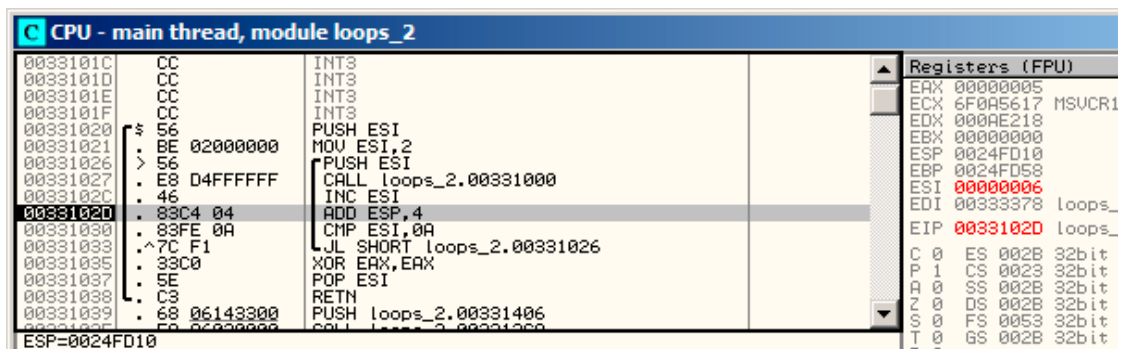 C CPU - main thread, module loops_2
0033101C CC INT3
0033101D CC INT3
0033101E CC INT3
0033101F CC INT3
00331020 $ 56 PUSH ESI
00331021 . BE 02000000 MOV ESI,2
00331026 > 56 PUSH ESI
00331027 . E8 D4FFFFFF CALL loops_2.00331000
0033102C . 46 INC ESI
0033102D . 83C4 04 ADD ESP,4
00331030 . 83FE 0A CMP ESI,0A
00331033 .^7C F1 JL SHORT loops_2.00331026
00331035 . 33C0 XOR EAX,EAX
00331037 . 5E POP ESI
00331038 . C3 RETN
00331039 . 68 06143300 PUSH loops_2.00331406
ESP=0024FD10
Registers (FPU)
EAX 00000005
ECX 6F0A5617 MSVCR1
EDX 000AE218
EBX 00000000
ESP 0024FD10
EBP 0024FD58
ESI 00000006
EDI 00333378 loops_
EIP 0033102D loops_
C 0 ES 002B 32bit
P 1 CS 0023 32bit
A 0 SS 002B 32bit
Z 0 DS 002B 32bit
S 0 FS 0053 32bit
T 0 GS 002B 32bit